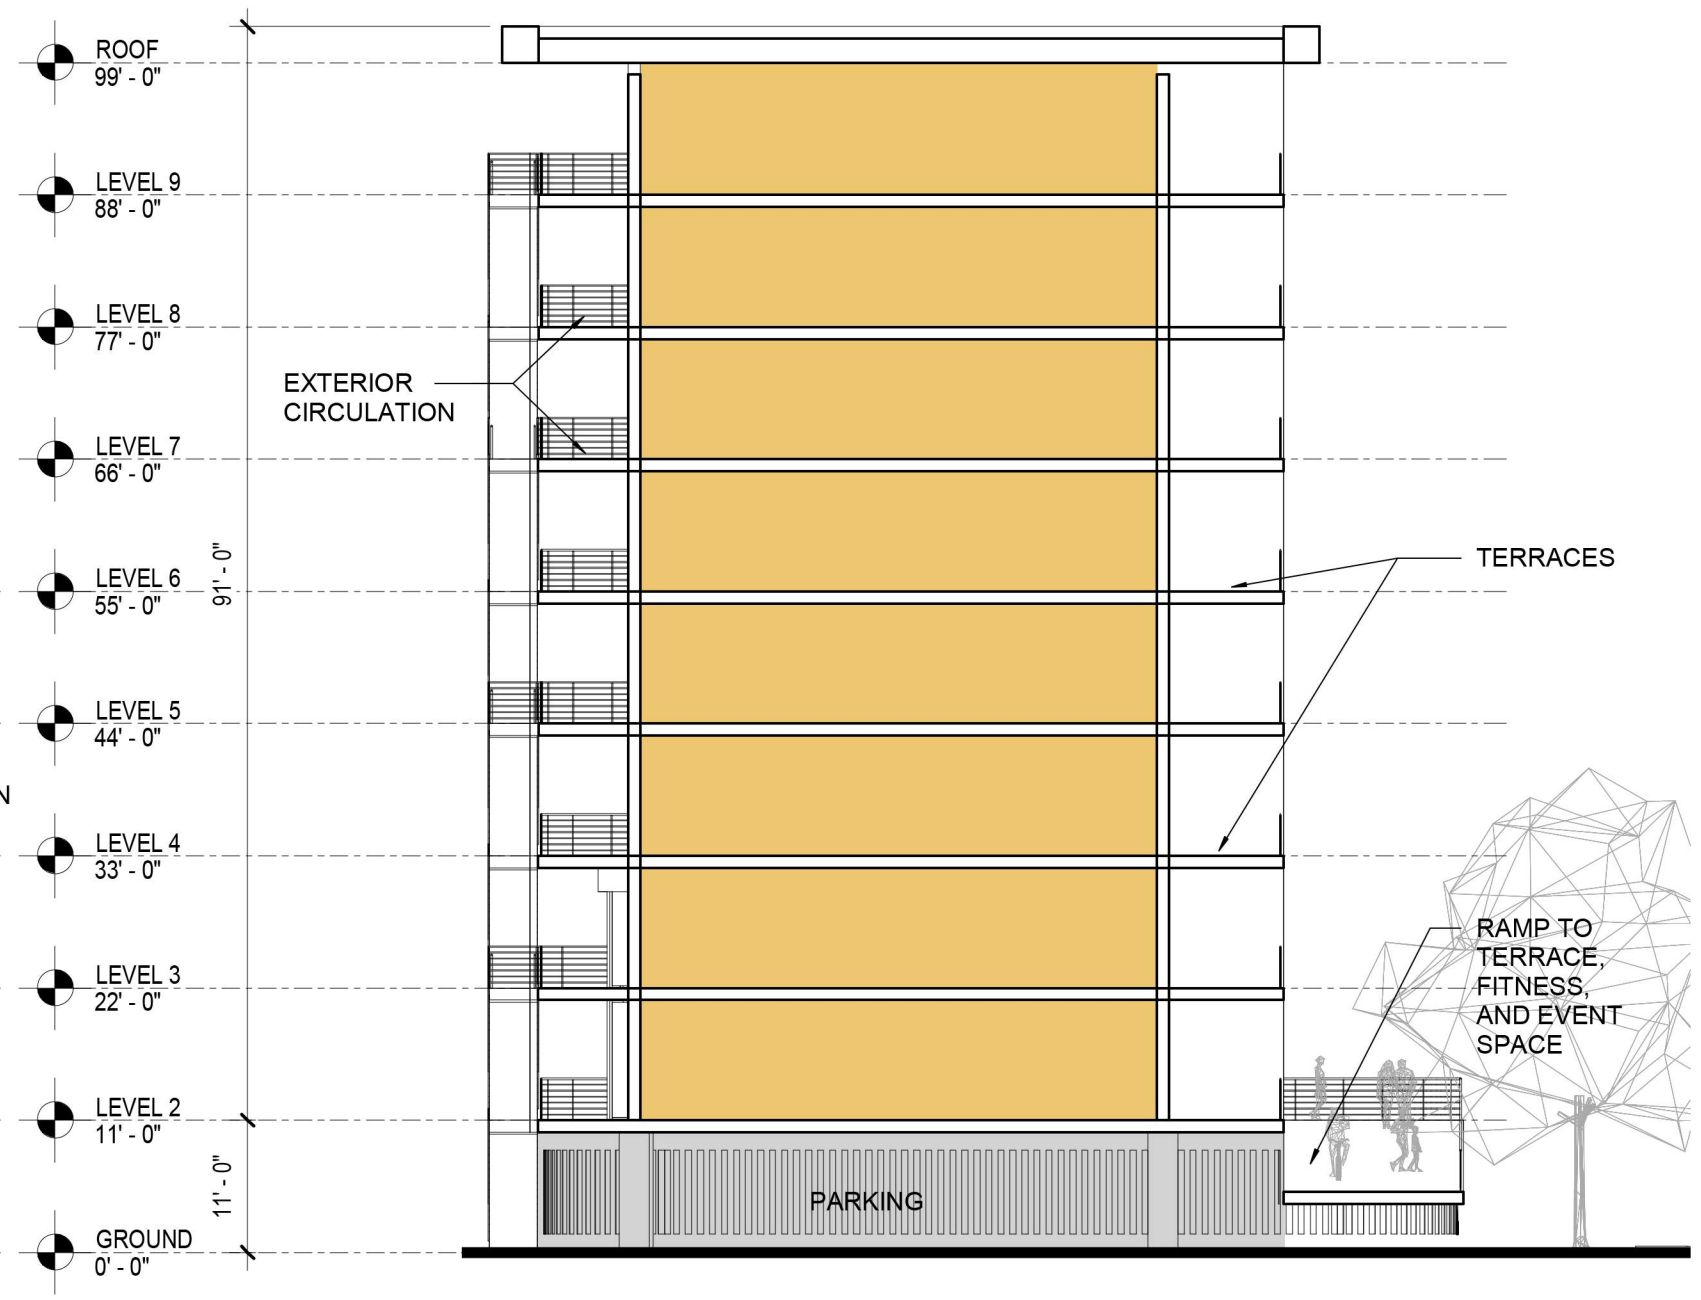 ROOF
99' - 0"
LEVEL 9
88' - 0"
LEVEL 8
77' - 0"
EXTERIOR
CIRCULATION
LEVEL 7
66' - 0"
91' - 0"
TERRACES
LEVEL 6
55' - 0"
LEVEL 5
44' - 0"
N
LEVEL 4
33' - 0"
RAMP TO
TERRACE,
FITNESS,
AND EVENT
SPACE
LEVEL 3
22' - 0"
LEVEL 2
11' - 0"
11' - 0"
PARKING
GROUND
0' - 0"